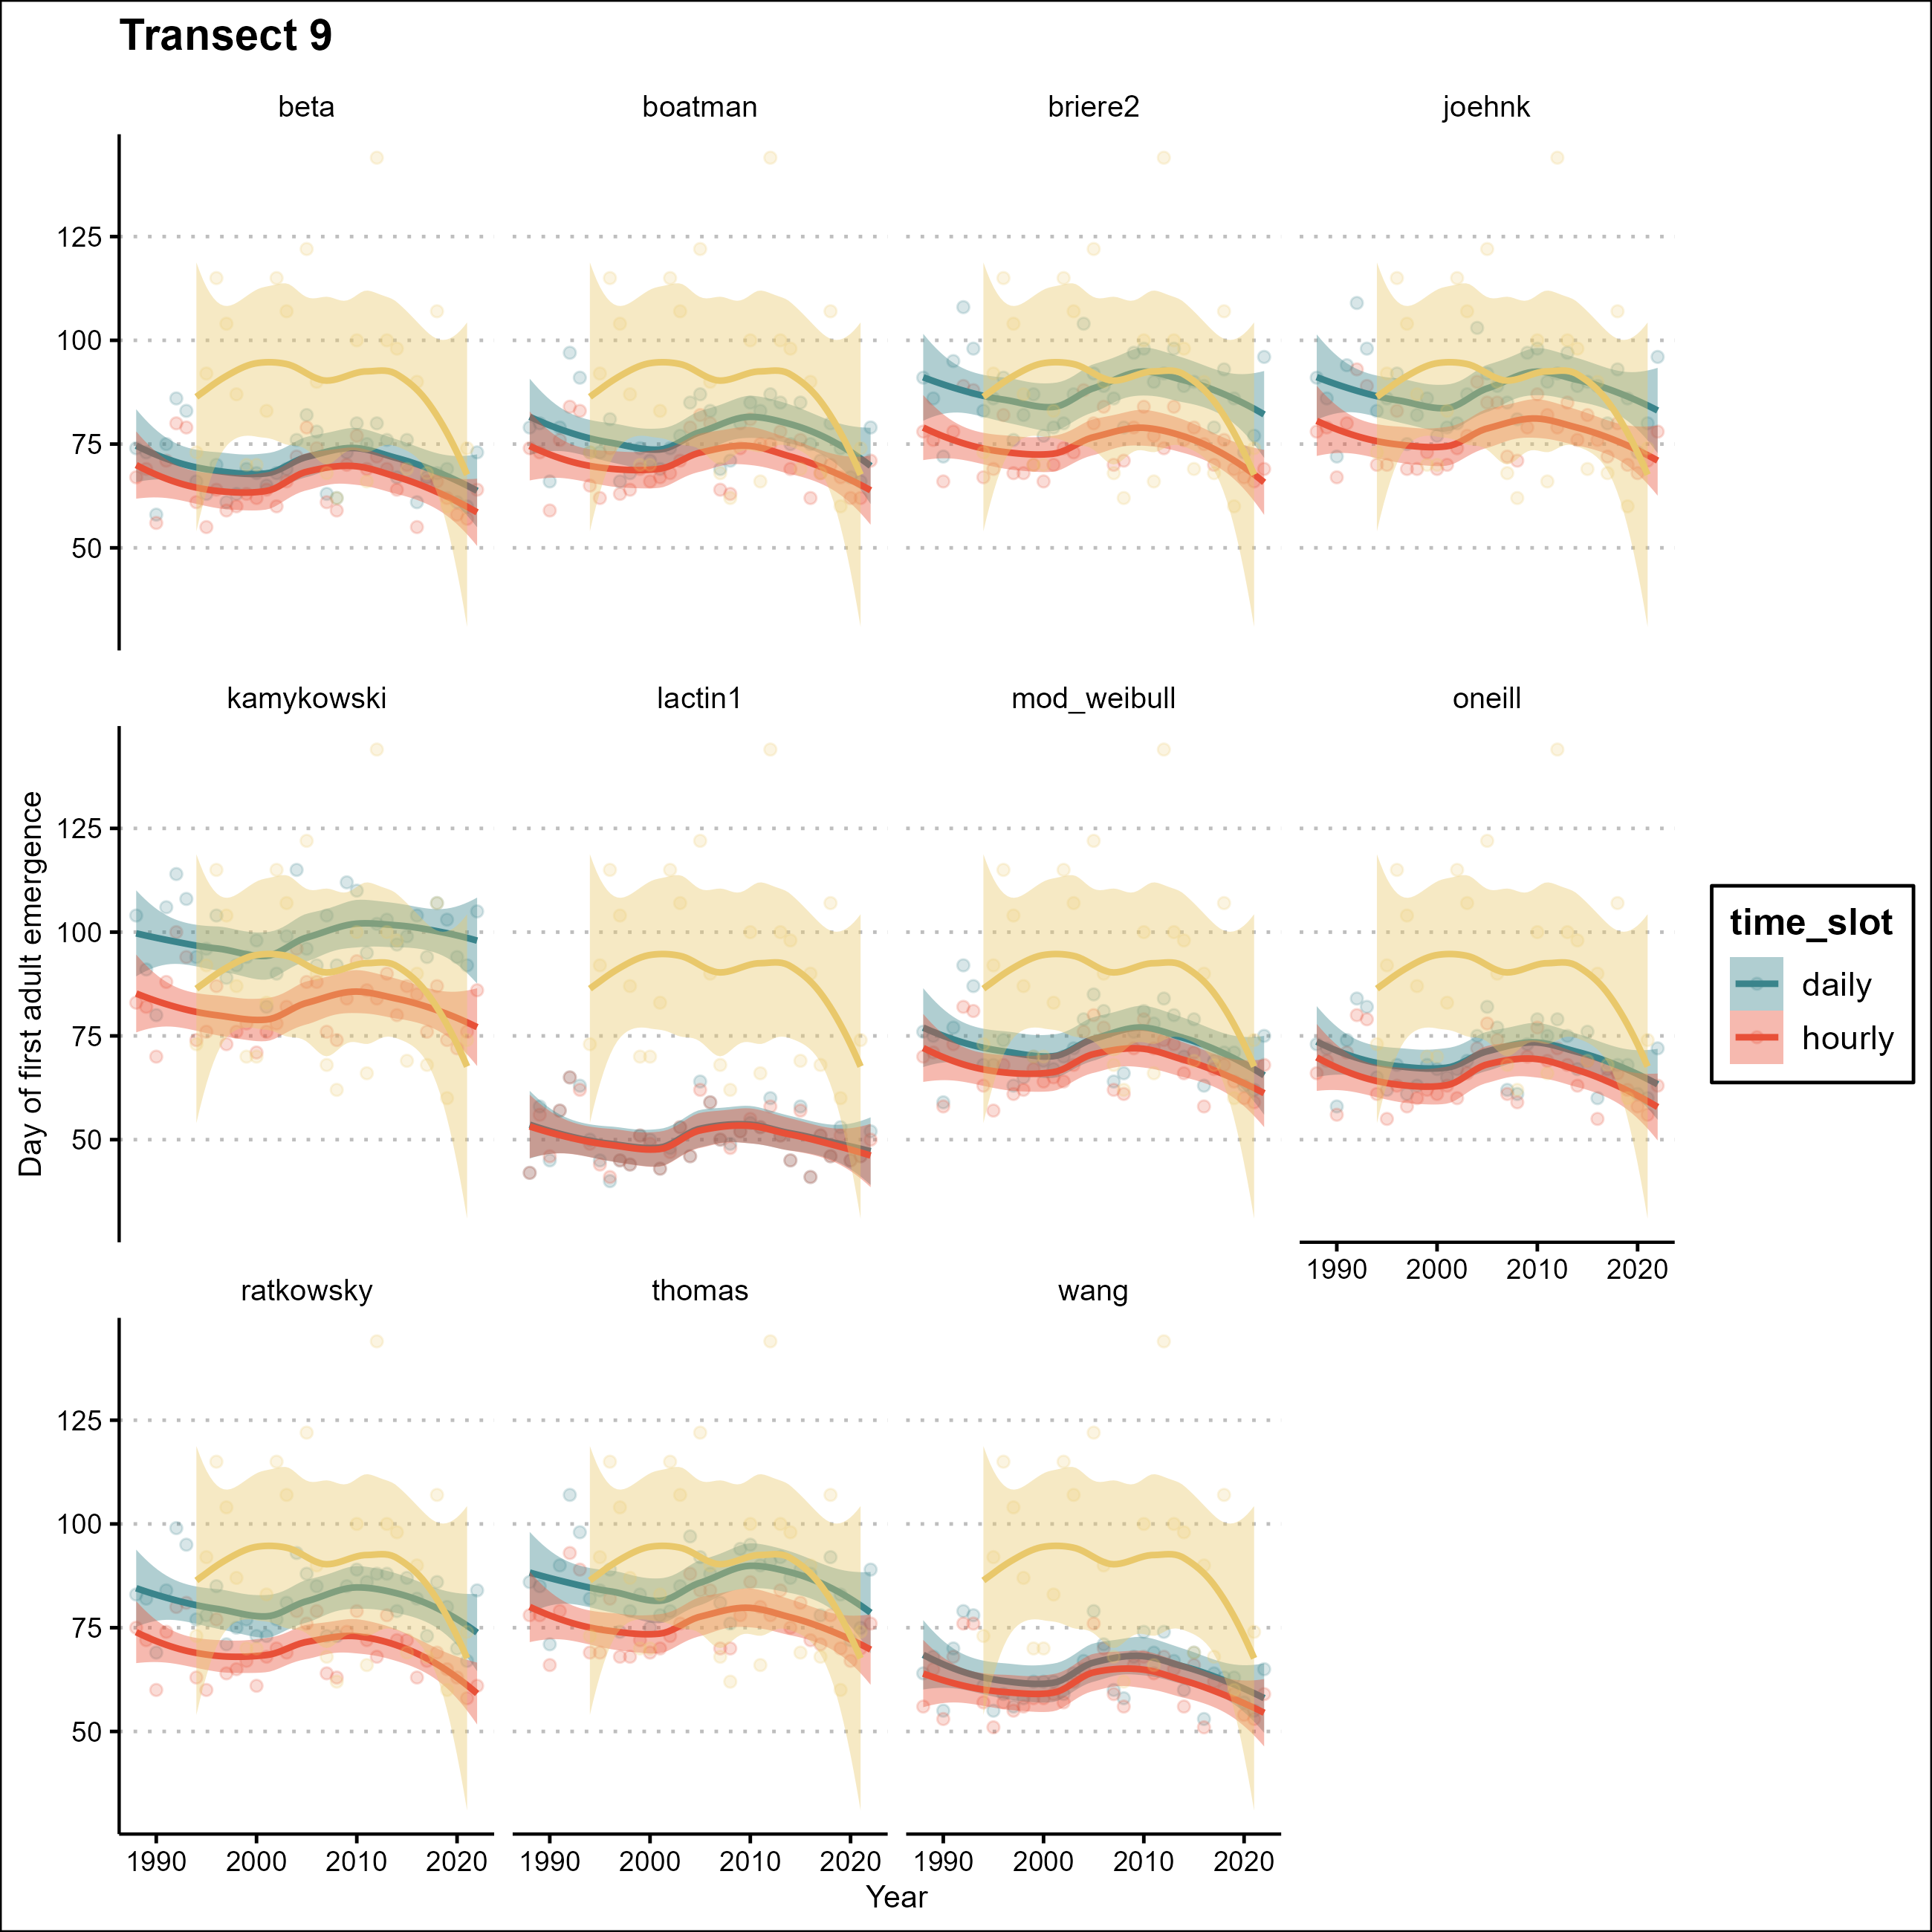 Transect 9
beta
boatman
briere2
joehnk
125
100
75
50
kamykowski
lactin1
mod_weibull
oneill
125
100
75
50
1990 2000 2010 2020
ratkowsky
thomas
wang
125
100
75
50
1990 2000 2010 2020
1990 2000 2010 2020
1990 2000 2010 2020
Year
Day of first adult emergence
time_slot
daily
hourly